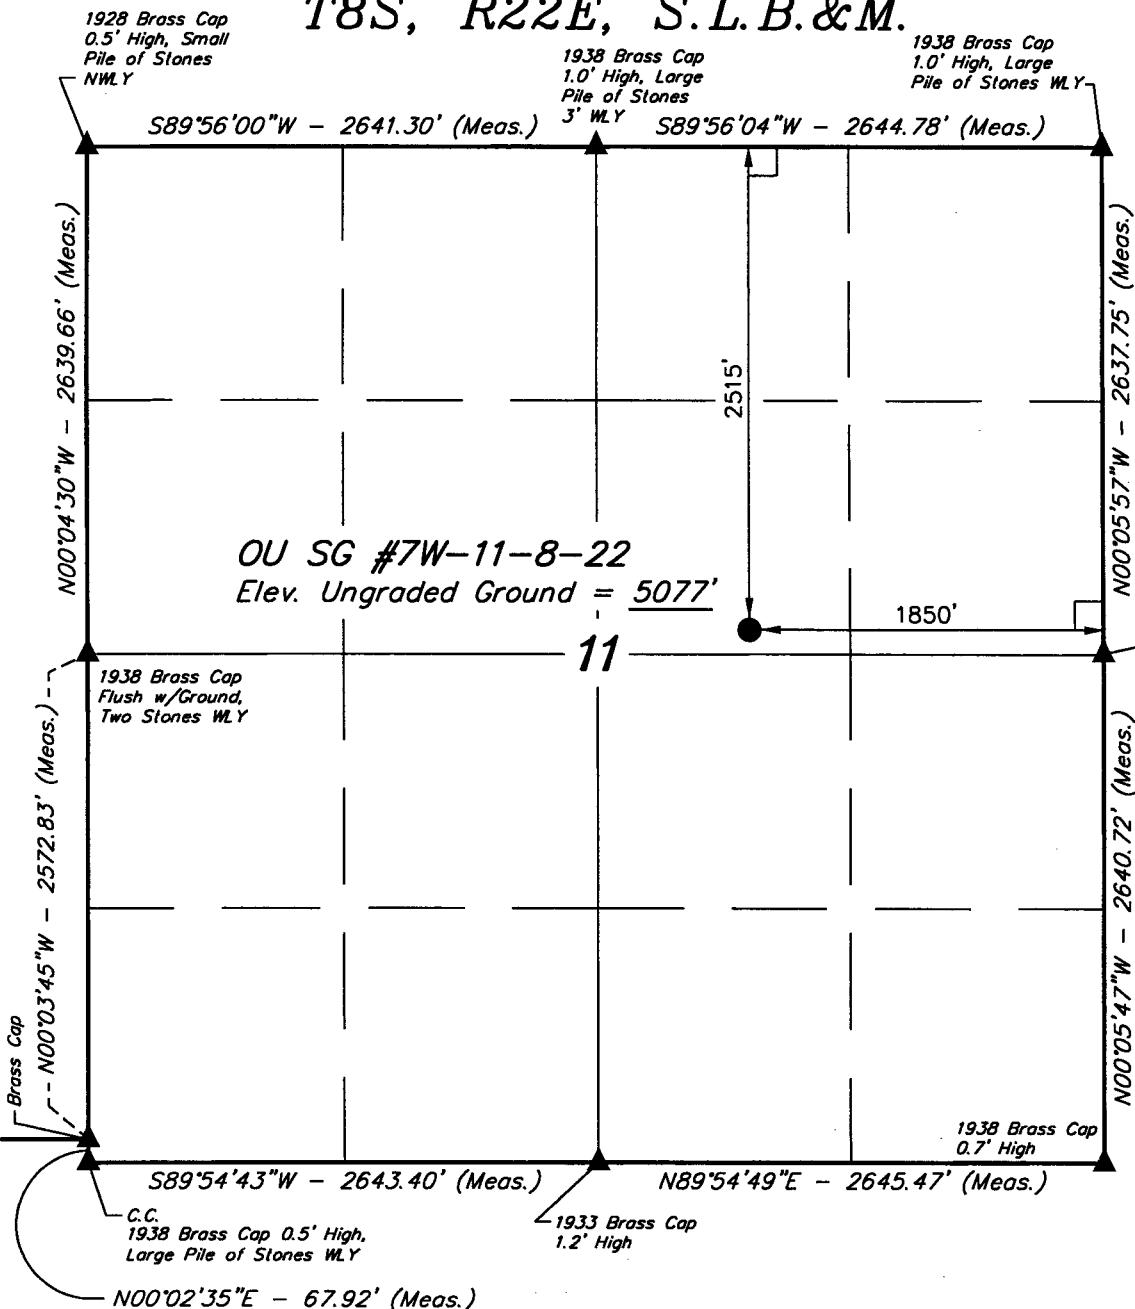 T8S, R22E, S.L.B.&M.
1928 Brass Cap
0.5' High, Small
Pile of Stones
NWLY
1938 Brass Cap
1.0' High, Large
Pile of Stones
3' WLY
1938 Brass Cap
1.0' High, Large
Pile of Stones WLY
S89°56'00"W - 2641.30' (Meas.)
S89°56'04"W - 2644.78' (Meas.)
N00°04'30"W - 2639.66' (Meas.)
2515'
N00°05'57"W - 2637.75' (Meas.)
OU SG #7W-11-8-22
Elev. Ungraded Ground = 5077'
1850'
11
1938 Brass Cap
Flush w/Ground,
Two Stones WLY
N00°03'45"W - 2572.83' (Meas.)
N00°05'47"W - 2640.72' (Meas.)
Brass Cap
1938 Brass Cap
0.7' High
S89°54'43"W - 2643.40' (Meas.)
N89°54'49"E - 2645.47' (Meas.)
C.C.
1938 Brass Cap 0.5' High,
Large Pile of Stones WLY
1933 Brass Cap
1.2' High
N00°02'35"E - 67.92' (Meas.)